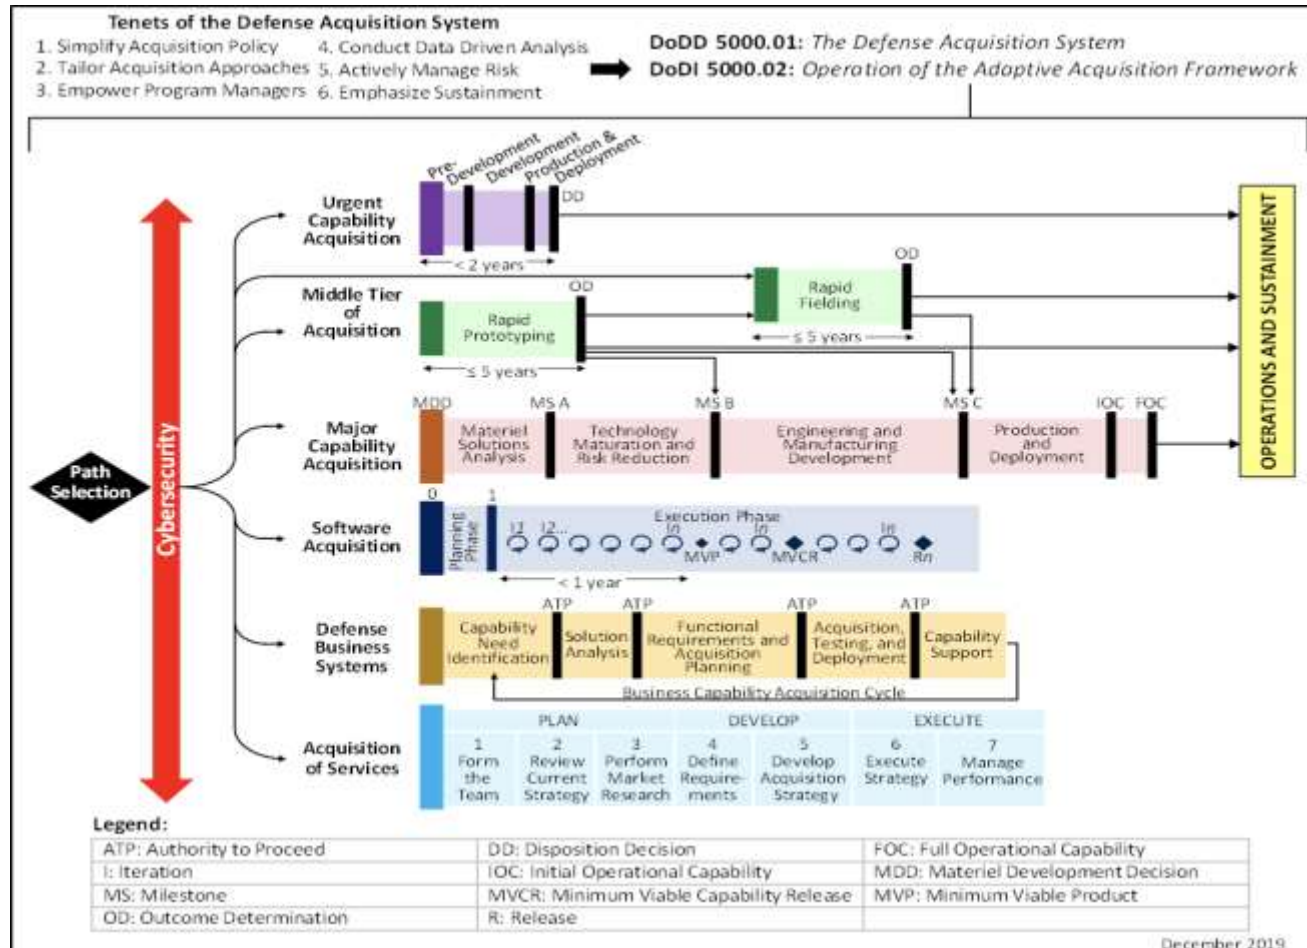 Tenets of the Defense Acquisition System
1. Simplify Acquisition Policy
2. Tailor Acquisition Approaches
3. Empower Program Managers
4. Conduct Data Driven Analysis
5. Actively Manage Risk
6. Emphasize Sustainment
DoDD 5000.01: The Defense Acquisition System
DoDI 5000.02: Operation of the Adaptive Acquisition Framework
Path
Selection
Cybersecurity
Urgent
Capability
Acquisition
Pre-
Development
Development
Production &
Deployment
DD
< 2 years
Middle Tier
of
Acquisition
Rapid
Prototyping
OD
≤ 5 years
Rapid
Fielding
OD
≤ 5 years
Major
Capability
Acquisition
MDD
Materiel
Solutions
Analysis
MS A
Technology
Maturation and
Risk Reduction
MS B
Engineering and
Manufacturing
Development
MS C
Production
and
Deployment
IOC
FOC
OPERATIONS AND SUSTAINMENT
Software
Acquisition
0
Planning
Phase
1
Execution Phase
I2
I2...
In
MVP
In
MVCR
In
Rn
< 1 year
Defense
Business
Systems
Capability
Need
Identification
ATP
Solution
Analysis
ATP
Functional
Requirements and
Acquisition
Planning
ATP
Acquisition,
Testing, and
Deployment
ATP
Capability
Support
Business Capability Acquisition Cycle
Acquisition
of Services
PLAN
DEVELOP
EXECUTE
1
Form
the
Team
2
Review
Current
Strategy
3
Perform
Market
Research
4
Define
Require-
ments
5
Develop
Acquisition
Strategy
6
Execute
Strategy
7
Manage
Performance
Legend:
ATP: Authority to Proceed
DD: Disposition Decision
FOC: Full Operational Capability
I: Iteration
IOC: Initial Operational Capability
MDD: Materiel Development Decision
MS: Milestone
MVCR: Minimum Viable Capability Release
MVP: Minimum Viable Product
OD: Outcome Determination
R: Release
December 2019